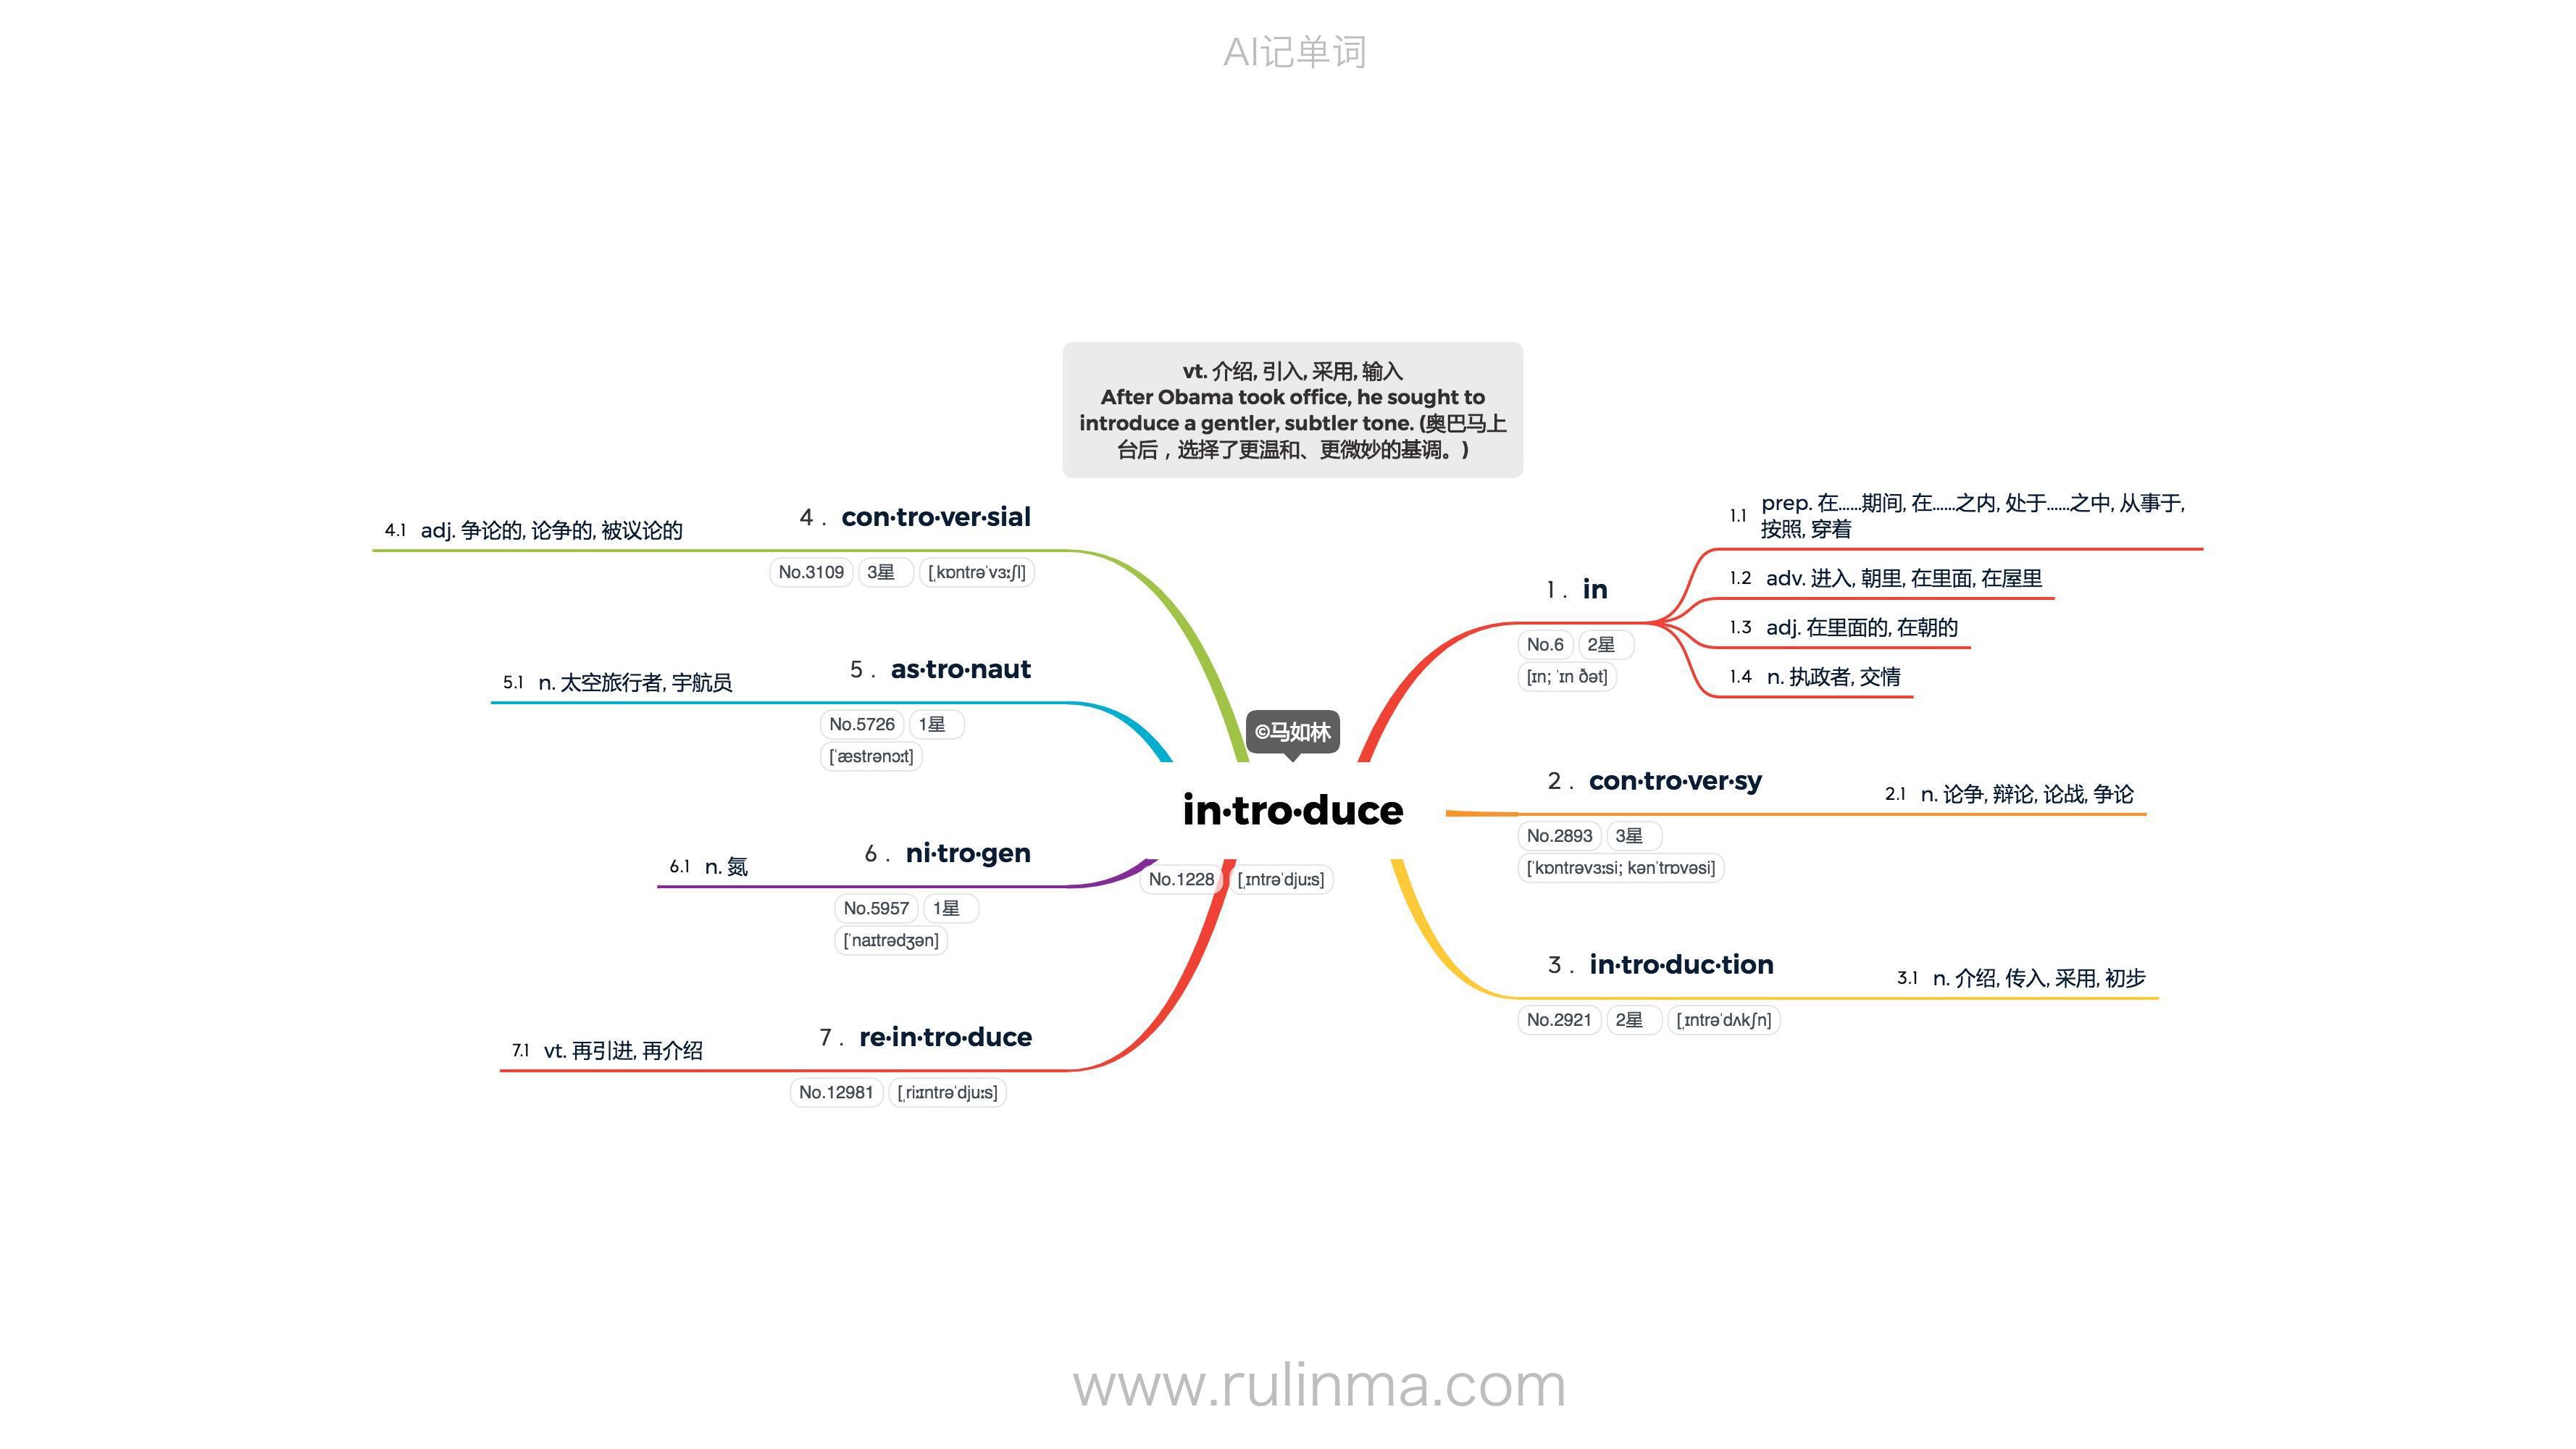 AI记单词
vt. 介绍, 引入, 采用, 输入
After Obama took office, he sought to
introduce a gentler, subtler tone. (奥巴马上
台后，选择了更温和、更微妙的基调。)
©马如林
in·tro·duce
No.1228 [ˌɪntrəˈdjuːs]
1 . in
No.6 2星
[ɪn; ˈɪn ðət]
1.1 prep. 在……期间, 在……之内, 处于……之中, 从事于,
按照, 穿着
1.2 adv. 进入, 朝里, 在里面, 在屋里
1.3 adj. 在里面的, 在朝的
1.4 n. 执政者, 交情
2 . con·tro·ver·sy
No.2893 3星
[ˈkɒntrəvɜːsi; kənˈtrɒvəsi]
2.1 n. 论争, 辩论, 论战, 争论
3 . in·tro·duc·tion
No.2921 2星 [ˌɪntrəˈdʌkʃn]
3.1 n. 介绍, 传入, 采用, 初步
4 . con·tro·ver·sial
No.3109 3星 [ˌkɒntrəˈvɜːʃl]
4.1 adj. 争论的, 论争的, 被议论的
5 . as·tro·naut
No.5726 1星
[ˈæstrənɔːt]
5.1 n. 太空旅行者, 宇航员
6 . ni·tro·gen
No.5957 1星
[ˈnaɪtrədʒən]
6.1 n. 氮
7 . re·in·tro·duce
No.12981 [ˌriːɪntrəˈdjuːs]
7.1 vt. 再引进, 再介绍
www.rulinma.com